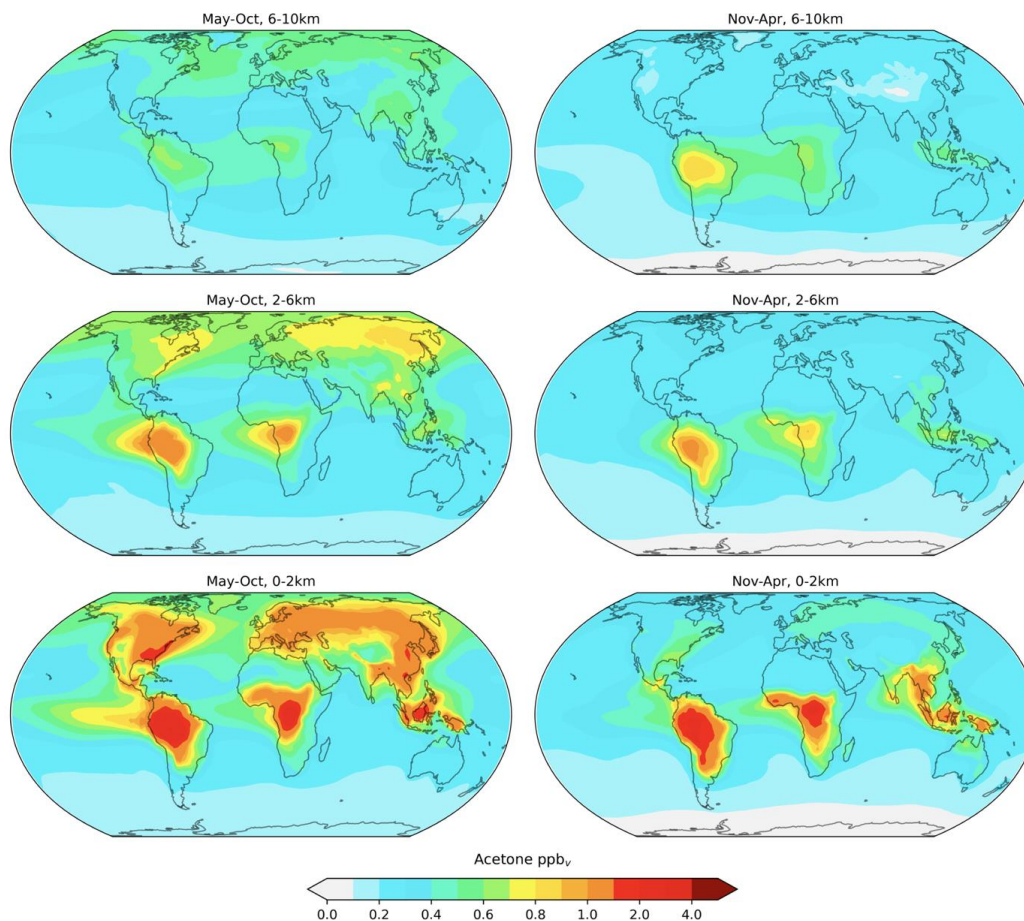 May-Oct, 6-10km
Nov-Apr, 6-10km
May-Oct, 2-6km
Nov-Apr, 2-6km
May-Oct, 0-2km
Nov-Apr, 0-2km
Acetone ppbᵥ
0.0 0.2 0.4 0.6 0.8 1.0 2.0 4.0